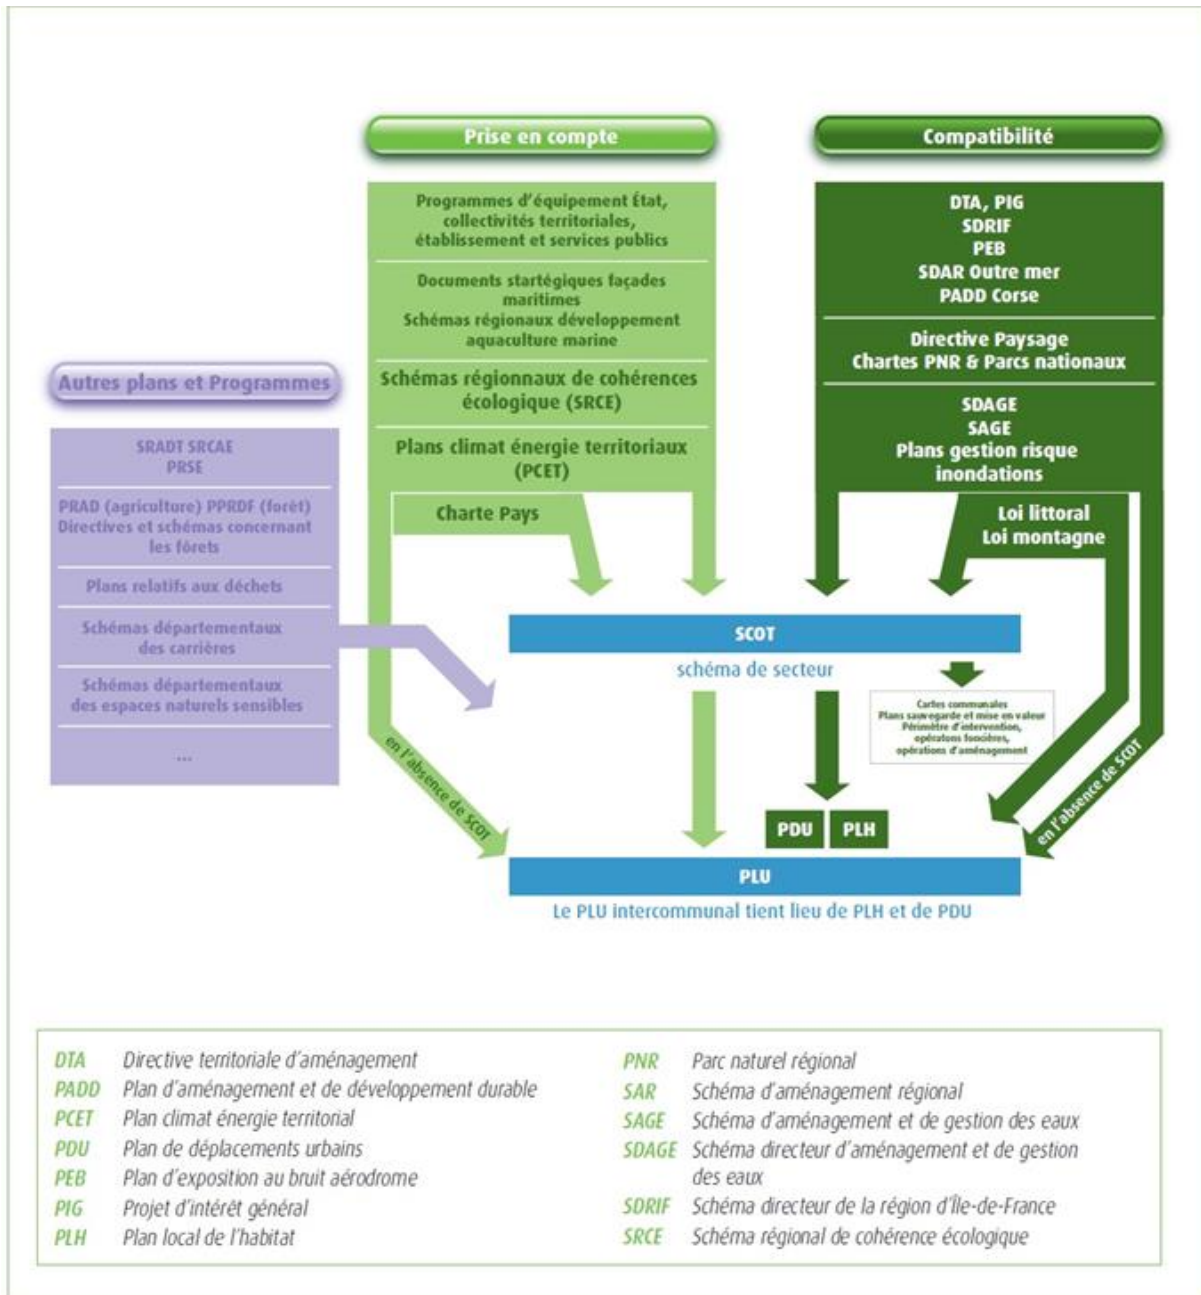 Prise en compte
Programmes d'équipement État,
collectivités territoriales,
établissement et services publics
Documents startégiques façades
maritimes
Schémas régionaux développement
aquaculture marine
Schémas régionnaux de cohérences
écologique (SRCE)
Plans climat énergie territoriaux
(PCET)
Charte Pays
Compatibilité
DTA, PIG
SDRIF
PEB
SDAR Outre mer
PADD Corse
Directive Paysage
Chartes PNR & Parcs nationaux
SDAGE
SAGE
Plans gestion risque
inondations
Loi littoral
Loi montagne
Autres plans et Programmes
SRADT SRCAE
PRSE
PRAD (agriculture) PPRDF (forêt)
Directives et schémas concernant
les fôrets
Plans relatifs aux déchets
Schémas départementaux
des carrières
Schémas départementaux
des espaces naturels sensibles
...
SCOT
schéma de secteur
Cartes communales
Plans sauvegarde et mise en valeur
Périmètre d'intervention,
opératons foncières,
opérations d'aménagement
en l'absence de SCOT
en l'absence de SCOT
PDU
PLH
PLU
Le PLU intercommunal tient lieu de PLH et de PDU
DTA Directive territoriale d'aménagement
PADD Plan d'aménagement et de développement durable
PCET Plan climat énergie territorial
PDU Plan de déplacements urbains
PEB Plan d'exposition au bruit aérodrome
PIG Projet d'intérêt général
PLH Plan local de l'habitat
PNR Parc naturel régional
SAR Schéma d'aménagement régional
SAGE Schéma d'aménagement et de gestion des eaux
SDAGE Schéma directeur d'aménagement et de gestion
des eaux
SDRIF Schéma directeur de la région d'Île-de-France
SRCE Schéma régional de cohérence écologique